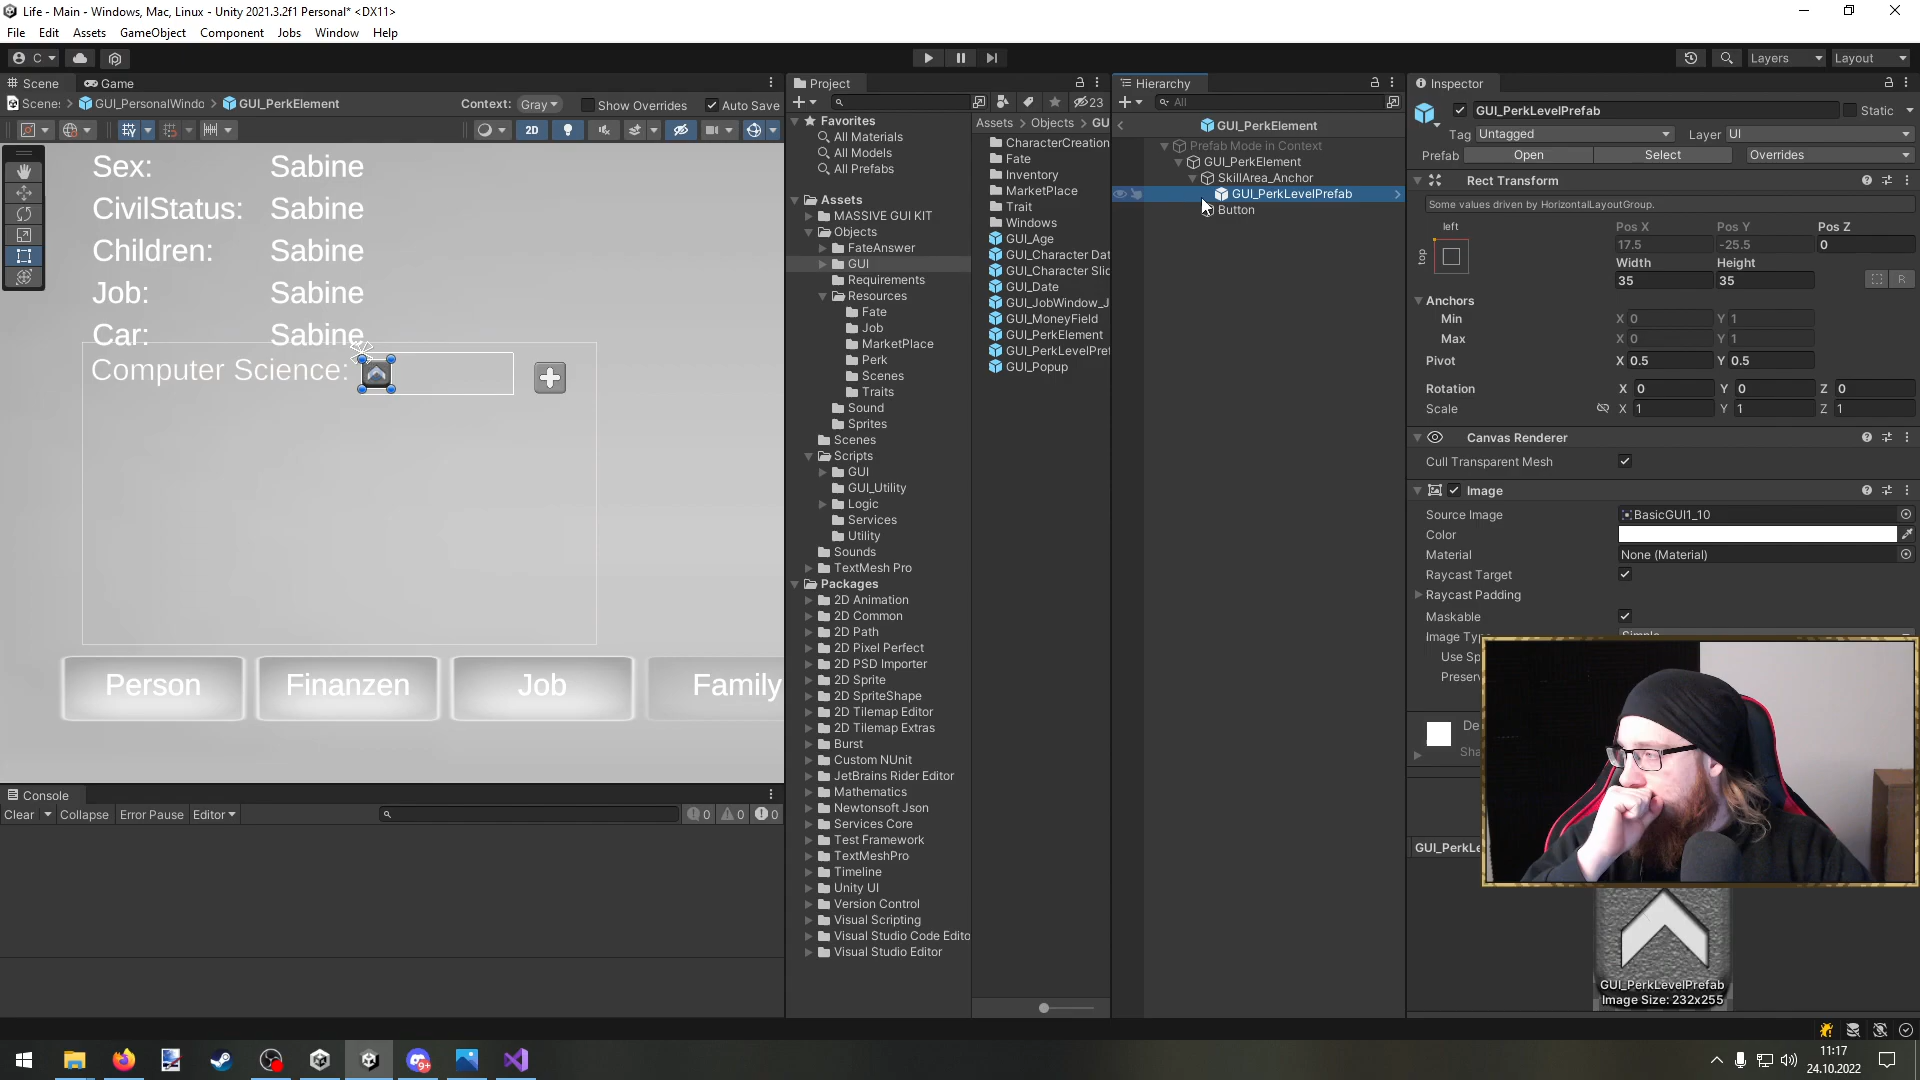 Life - Main - Windows, Mac, Linux - Unity 2021.3.2f1 Personal* <DX11>
File Edit Assets GameObject Component Jobs Window Help
C
Layers Layout
Scene Game
Scene: GUI_PersonalWindo GUI_PerkElement Context: Gray Show Overrides Auto Save
2D
Sex: Sabine
CivilStatus: Sabine
Children: Sabine
Job: Sabine
Car: Sabine
Computer Science:
Person Finanzen Job Family
Console
Clear Collapse Error Pause Editor 0 0 0
Project
23
Favorites
All Materials
All Models
All Prefabs
Assets
MASSIVE GUI KIT
Objects
FateAnswer
GUI
Requirements
Resources
Fate
Job
MarketPlace
Perk
Scenes
Traits
Sound
Sprites
Scenes
Scripts
GUI
GUI_Utility
Logic
Services
Utility
Sounds
TextMesh Pro
Packages
2D Animation
2D Common
2D Path
2D Pixel Perfect
2D PSD Importer
2D Sprite
2D SpriteShape
2D Tilemap Editor
2D Tilemap Extras
Burst
Custom NUnit
JetBrains Rider Editor
Mathematics
Newtonsoft Json
Services Core
Test Framework
TextMeshPro
Timeline
Unity UI
Version Control
Visual Scripting
Visual Studio Code Edito
Visual Studio Editor
Assets > Objects > GU
CharacterCreation
Fate
Inventory
MarketPlace
Trait
Windows
GUI_Age
GUI_Character Dat
GUI_Character Slid
GUI_Date
GUI_JobWindow_J
GUI_MoneyField
GUI_PerkElement
GUI_PerkLevelPref
GUI_Popup
Hierarchy
All
GUI_PerkElement
Prefab Mode in Context
GUI_PerkElement
SkillArea_Anchor
GUI_PerkLevelPrefab
Button
Inspector
GUI_PerkLevelPrefab Static
Tag Untagged Layer UI
Prefab Open Select Overrides
Rect Transform
Some values driven by HorizontalLayoutGroup.
left Pos X Pos Y Pos Z
top 17.5 -25.5 0
Width Height
35 35 R
Anchors
Min X 0 Y 1
Max X 0 Y 1
Pivot X 0.5 Y 0.5
Rotation X 0 Y 0 Z 0
Scale X 1 Y 1 Z 1
Canvas Renderer
Cull Transparent Mesh
Image
Source Image BasicGUI1_10
Color
Material None (Material)
Raycast Target
Raycast Padding
Maskable
Image Typ Simple
Use Sp
Preserv
De
Sha
GUI_PerkLe
GUI_PerkLevelPrefab
Image Size: 232x255
9+
11:17
24.10.2022